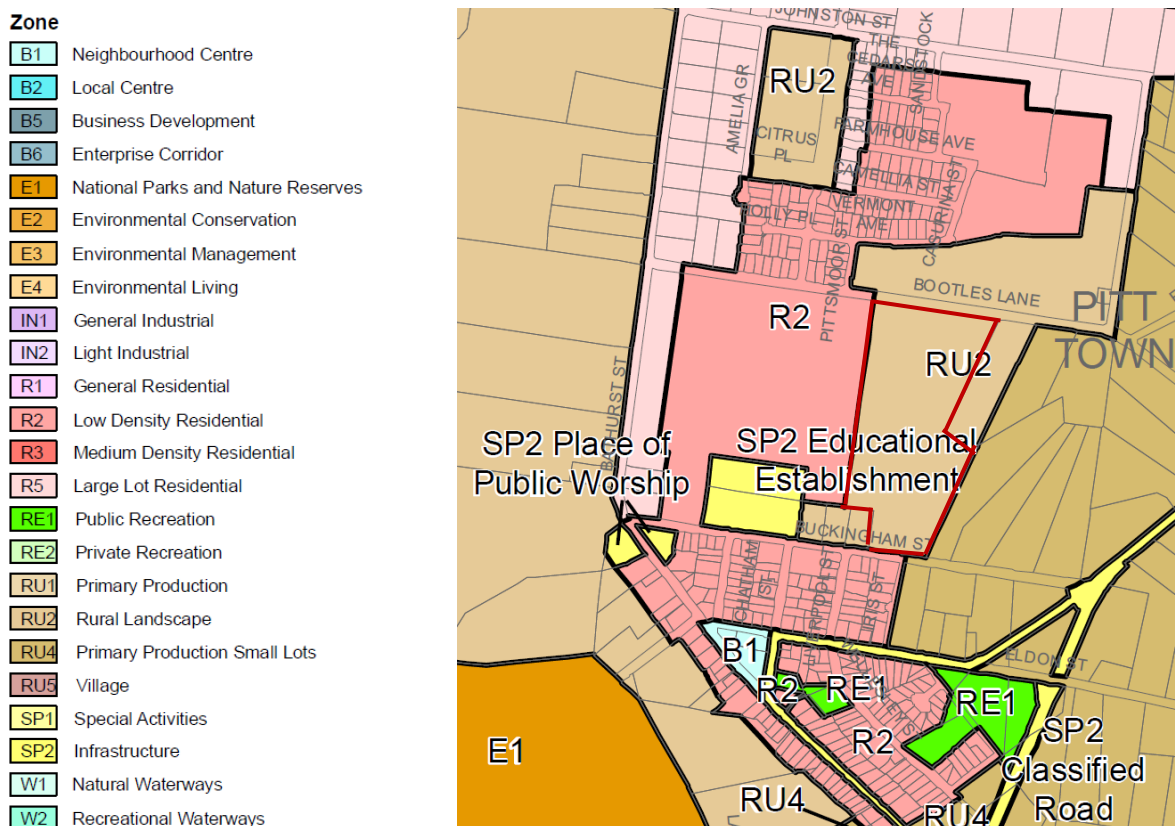 Zone
B1 Neighbourhood Centre
B2 Local Centre
B5 Business Development
B6 Enterprise Corridor
E1 National Parks and Nature Reserves
E2 Environmental Conservation
E3 Environmental Management
E4 Environmental Living
IN1 General Industrial
IN2 Light Industrial
R1 General Residential
R2 Low Density Residential
R3 Medium Density Residential
R5 Large Lot Residential
RE1 Public Recreation
RE2 Private Recreation
RU1 Primary Production
RU2 Rural Landscape
RU4 Primary Production Small Lots
RU5 Village
SP1 Special Activities
SP2 Infrastructure
W1 Natural Waterways
W2 Recreational Waterways
JOHNSTON ST
THE
CEDARS
AVE
SANDSTOCK
RU2
AMELIA GR
CITRUS
PL
FARMHOUSE AVE
CAMELLIA ST
VERMONT
AVE
HOLLY PL
CASURINA ST
PITTSMOOR ST
BOOTLES LANE
PITT
TOWN
R2
RU2
BATHURST ST
SP2 Place of
Public Worship
SP2 Educational
Establishment
BUCKINGHAM ST
CHATHAM
ST
LIVERPOOL ST
IRIS ST
B1
ELDON ST
R2
RE1
RE1
R2
SP2
Classified
Road
E1
RU4
RU4